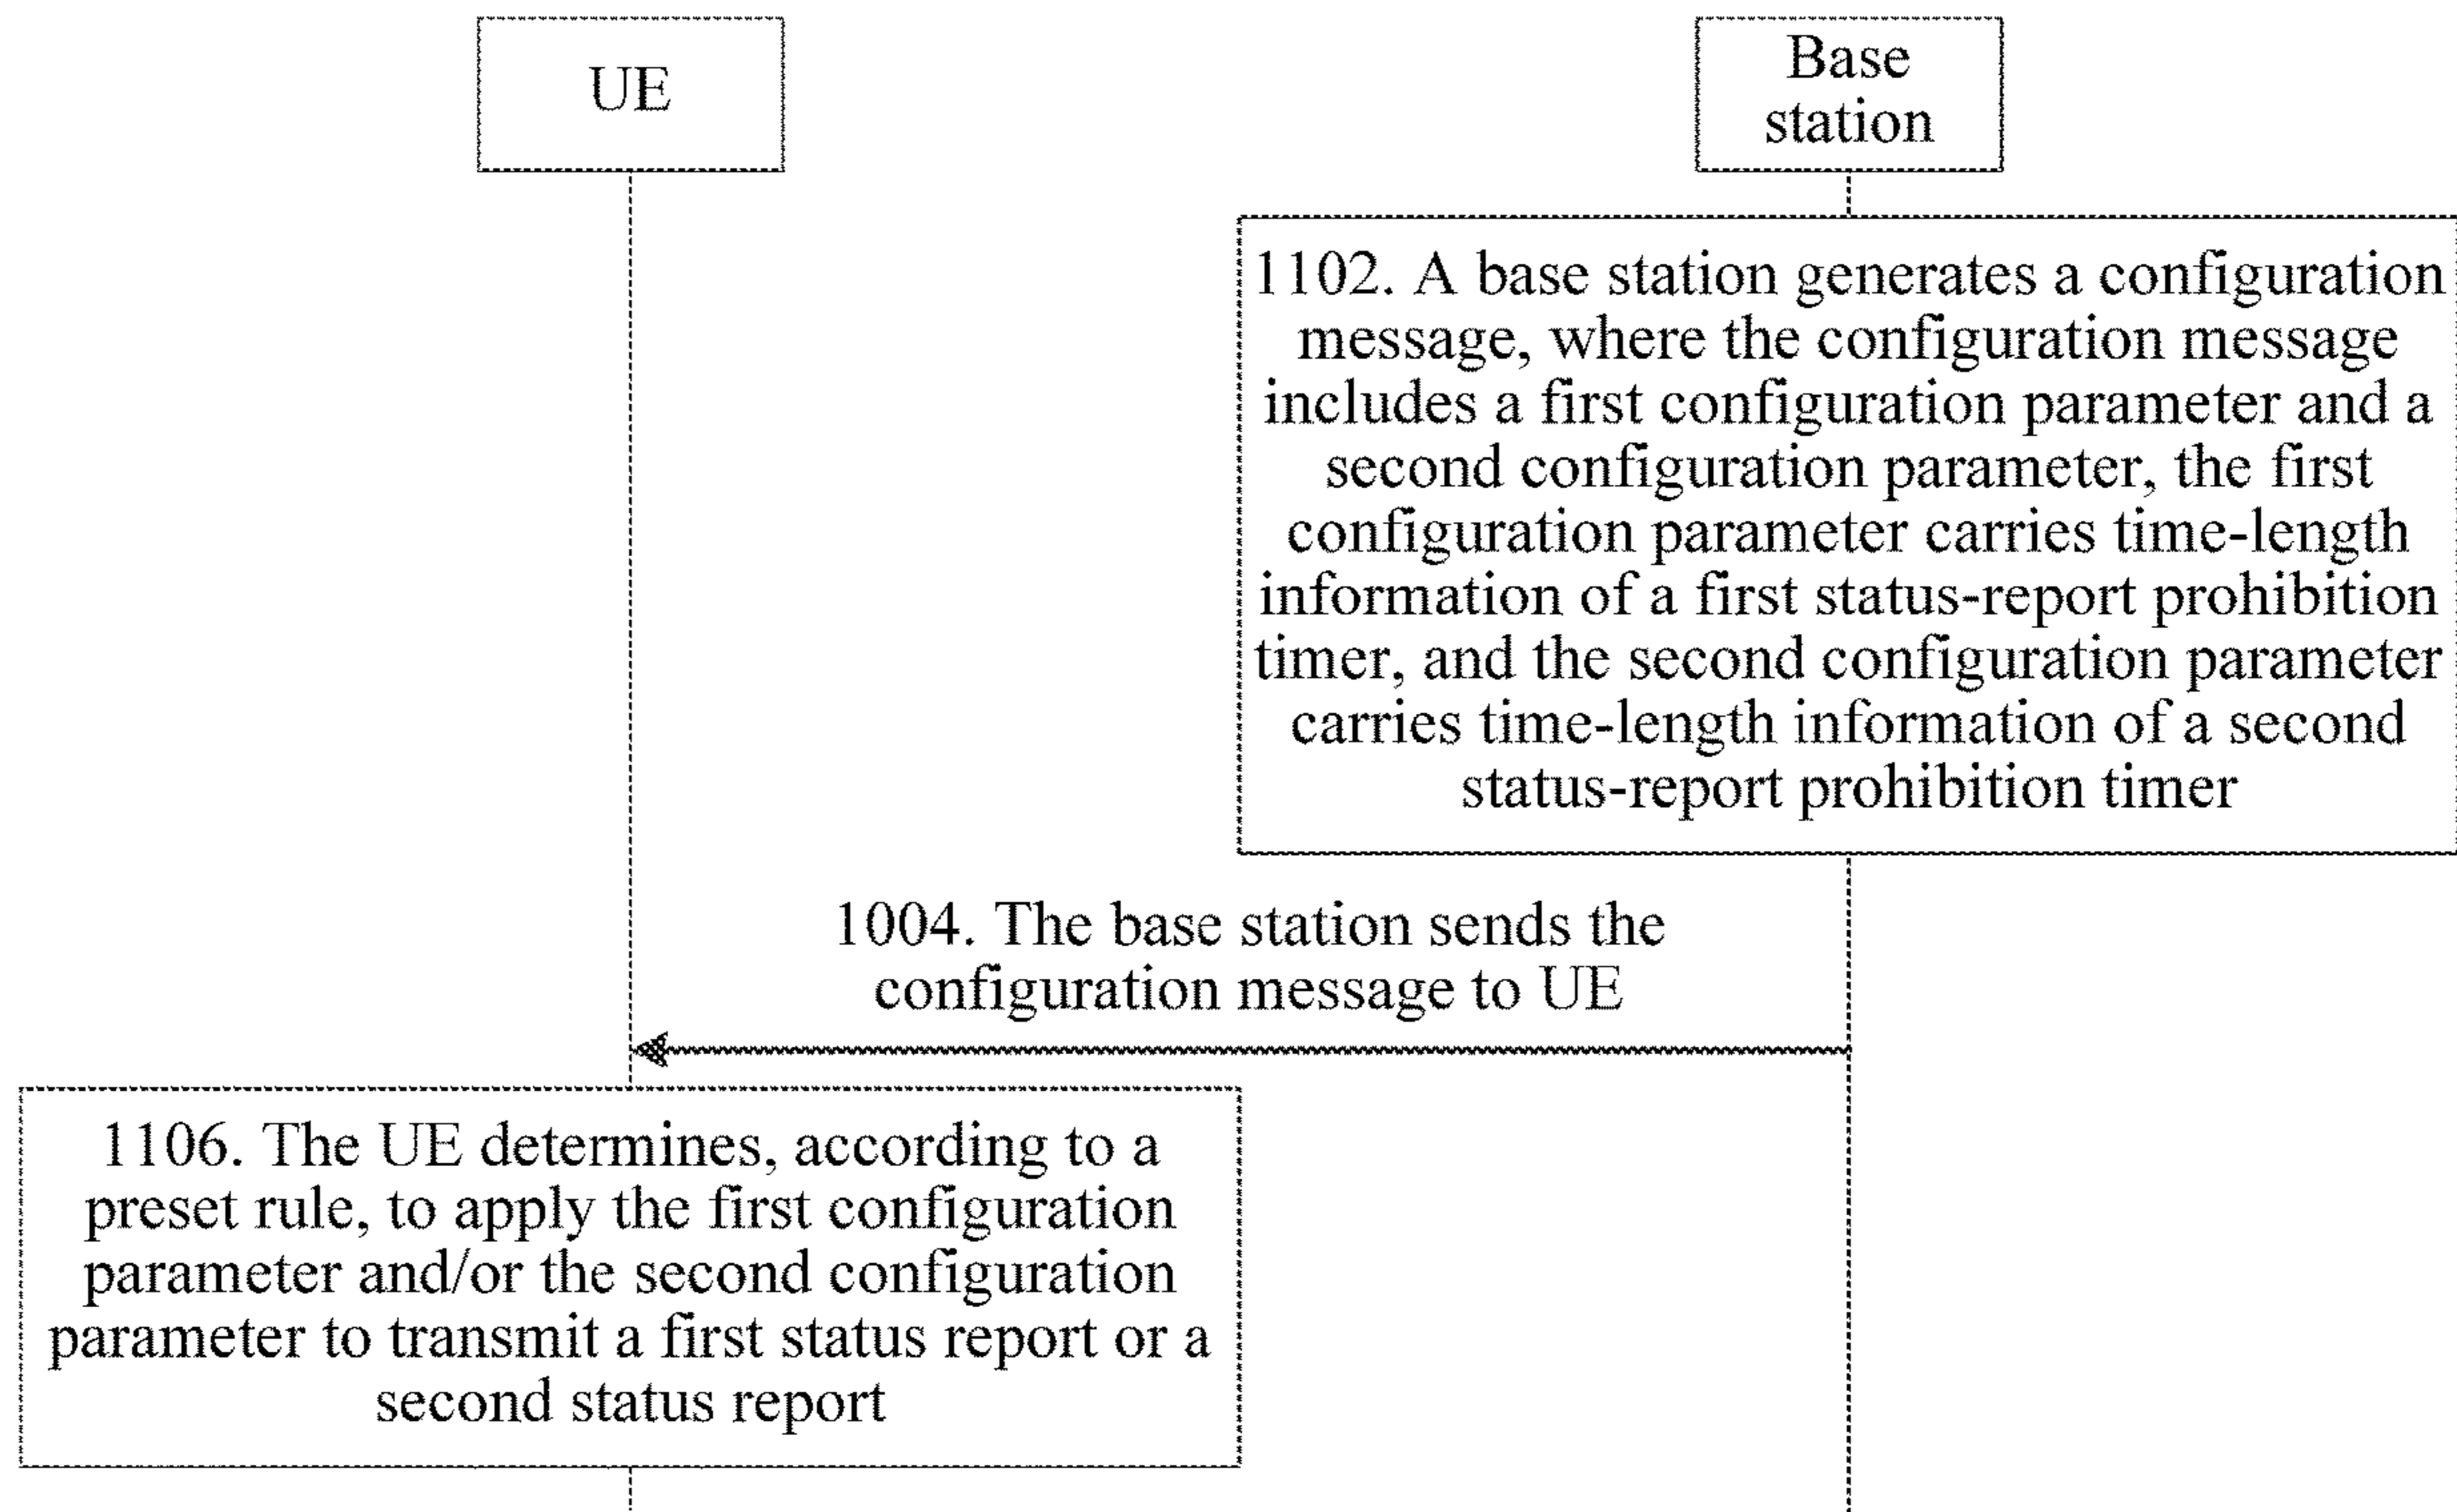 UE
Base
station
1102. A base station generates a configuration
message, where the configuration message
includes a first configuration parameter and a
second configuration parameter, the first
configuration parameter carries time-length
information of a first status-report prohibition
timer, and the second configuration parameter
carries time-length information of a second
status-report prohibition timer
1004. The base station sends the
configuration message to UE
1106. The UE determines, according to a
preset rule, to apply the first configuration
parameter and/or the second configuration
parameter to transmit a first status report or a
second status report